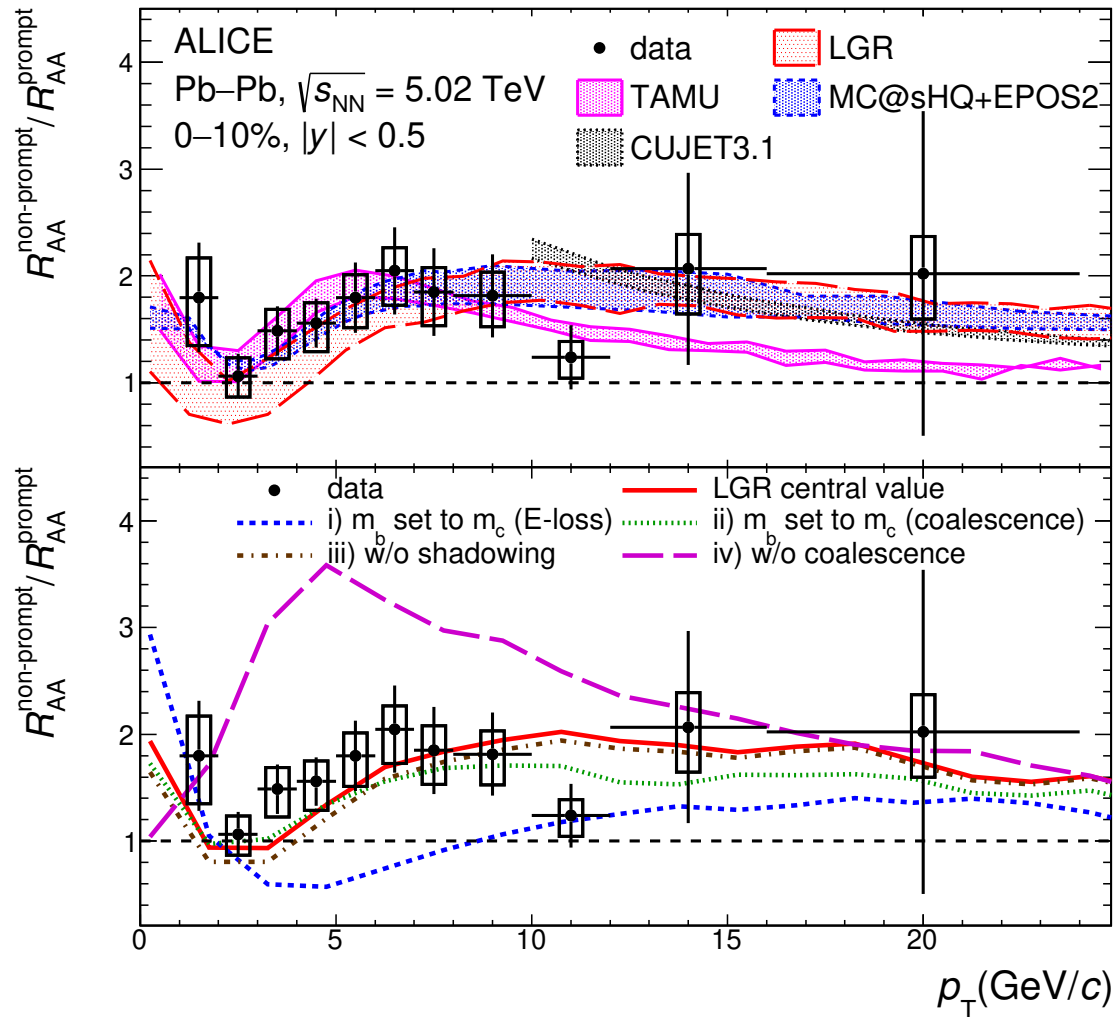 R_AA^non-prompt / R_AA^prompt
4
3
2
1
ALICE
Pb–Pb, √s_NN = 5.02 TeV
0–10%, |y| < 0.5
data
LGR
TAMU
MC@sHQ+EPOS2
CUJET3.1
R_AA^non-prompt / R_AA^prompt
4
3
2
1
data
LGR central value
i) m_b set to m_c (E-loss)
ii) m_b set to m_c (coalescence)
iii) w/o shadowing
iv) w/o coalescence
0 5 10 15 20
p_T (GeV/c)